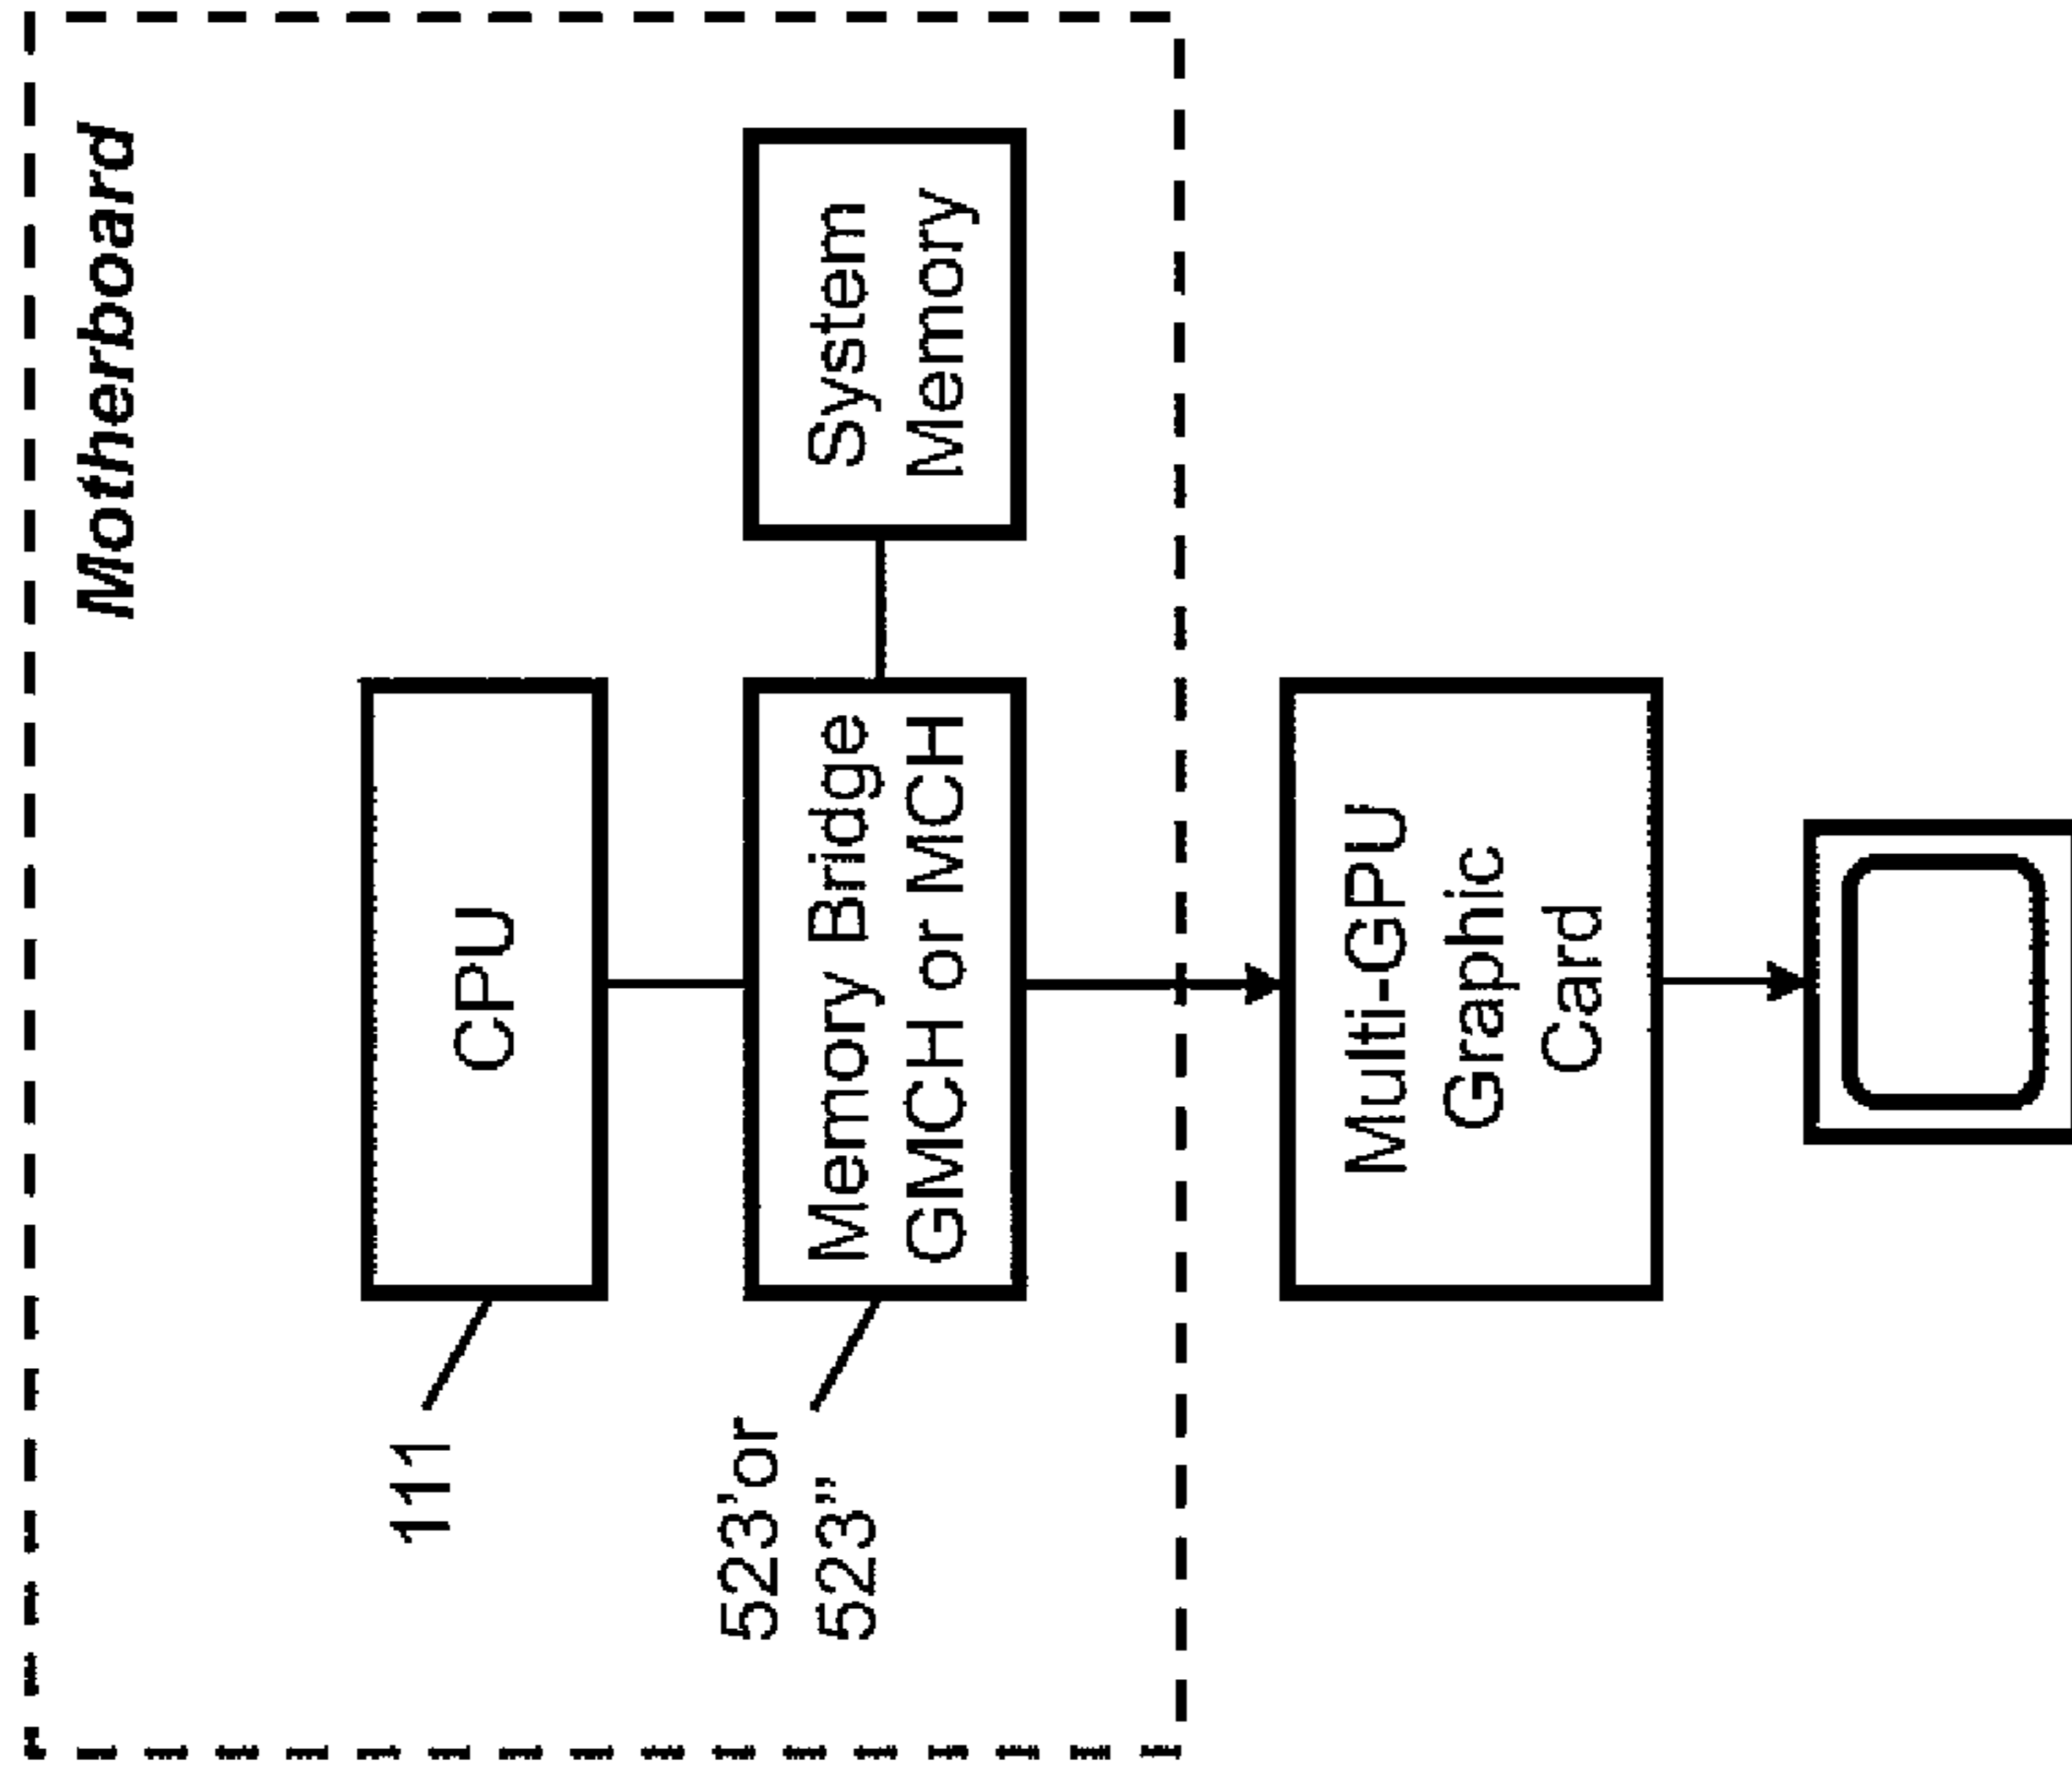 Motherboard
111
CPU
523'or
523"
Memory Bridge
GMCH or MCH
System
Memory
Multi-GPU
Graphic
Card